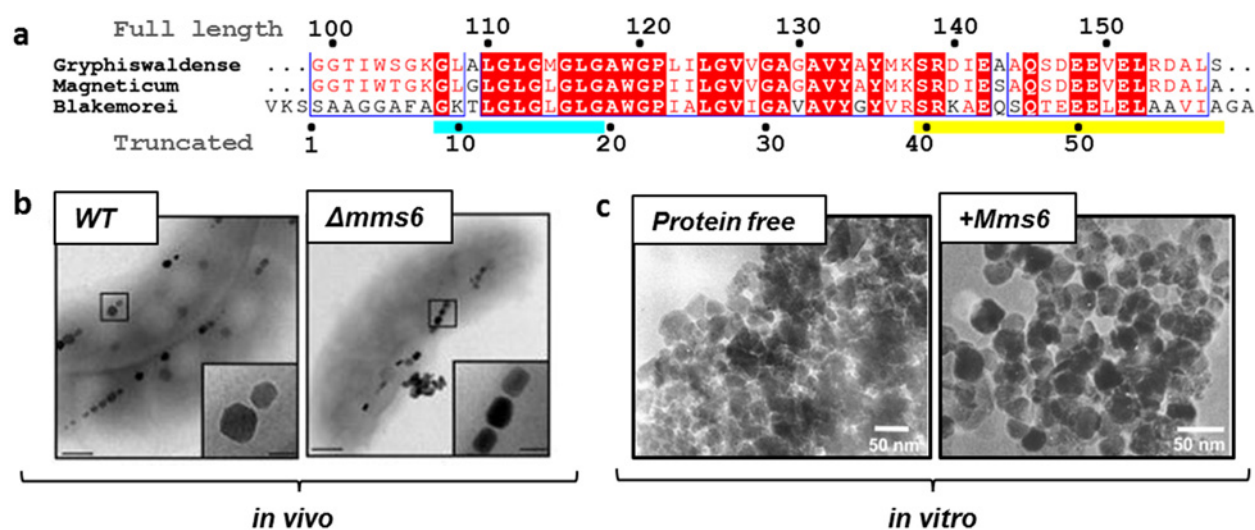 a
Full length 100 110 120 130 140 150
Gryphiswaldense ...GGTIWSGKGLALGLGMGLGAWGPLILGVVGAGAVYAYMKSRDIEAAQSDEEVELRDALS..
Magneticum ...GGTIWTGKGLGLGLGLGLGAWGPIILGVVGAGAVYAYMKSRDIESAQSDEEVELRDALA..
Blakemorei VKSSAAGGAFAGKTLGLGLGLGAWGPIALGVIGAVAVYGYVRSRKAEQSQTEEELELAAVIAGA
Truncated 1 10 20 30 40 50
b WT Δmms6
c Protein free +Mms6
50 nm 50 nm
in vivo in vitro